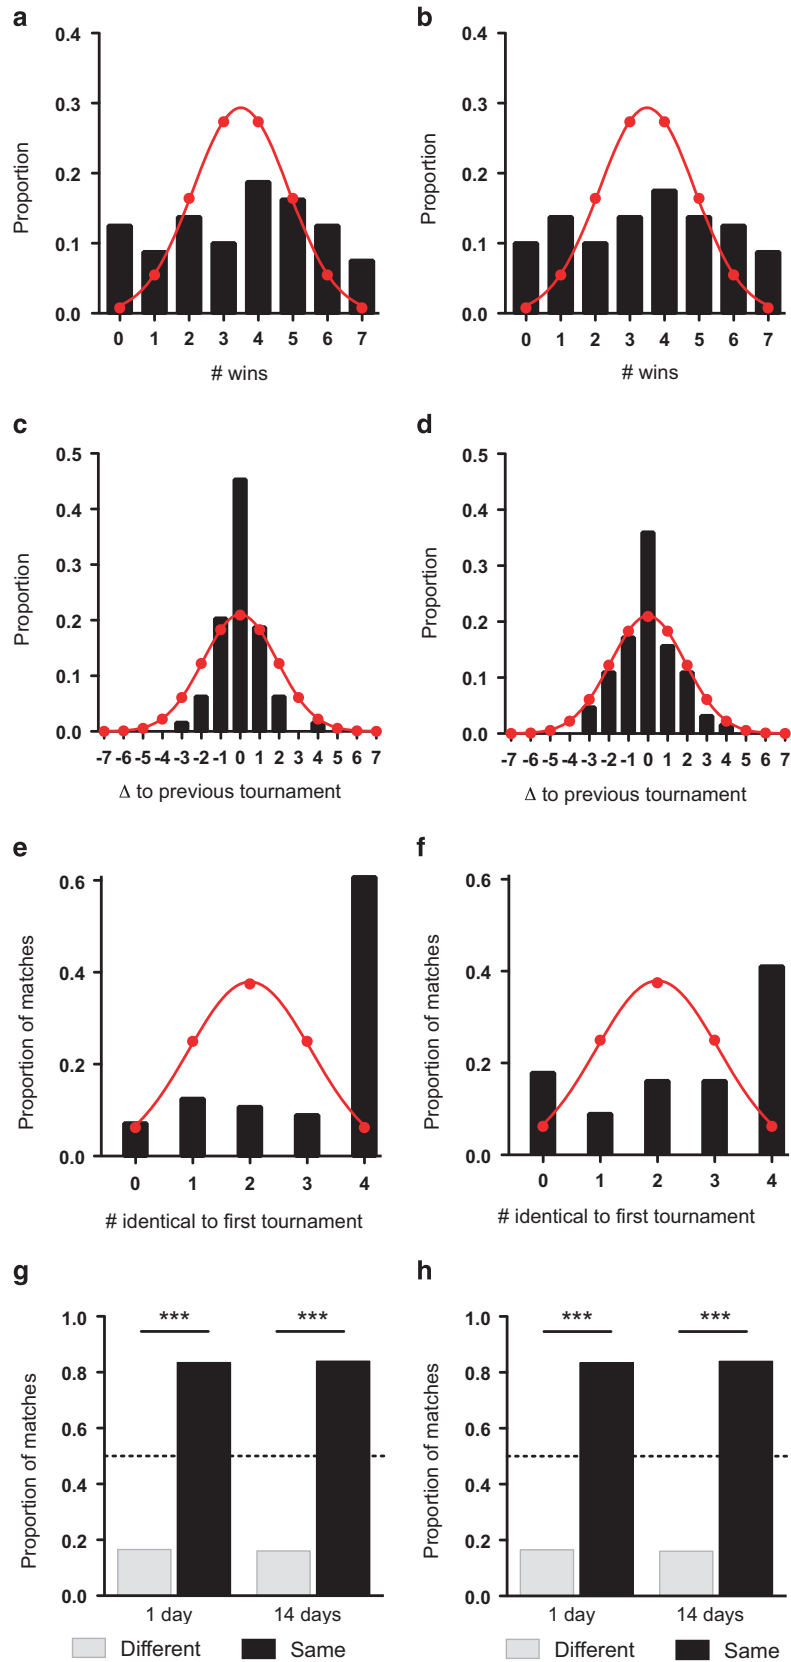 a
0.4
0.3
0.2
0.1
0.0
Proportion
0 1 2 3 4 5 6 7
# wins
b
0.4
0.3
0.2
0.1
0.0
Proportion
0 1 2 3 4 5 6 7
# wins
c
0.5
0.4
0.3
0.2
0.1
0.0
Proportion
-7 -6 -5 -4 -3 -2 -1 0 1 2 3 4 5 6 7
Δ to previous tournament
d
0.5
0.4
0.3
0.2
0.1
0.0
Proportion
-7 -6 -5 -4 -3 -2 -1 0 1 2 3 4 5 6 7
Δ to previous tournament
e
0.6
0.4
0.2
0.0
Proportion of matches
0 1 2 3 4
# identical to first tournament
f
0.6
0.4
0.2
0.0
Proportion of matches
0 1 2 3 4
# identical to first tournament
g
1.0
0.8
0.6
0.4
0.2
0.0
Proportion of matches
*** ***
1 day 14 days
Different Same
h
1.0
0.8
0.6
0.4
0.2
0.0
Proportion of matches
*** ***
1 day 14 days
Different Same